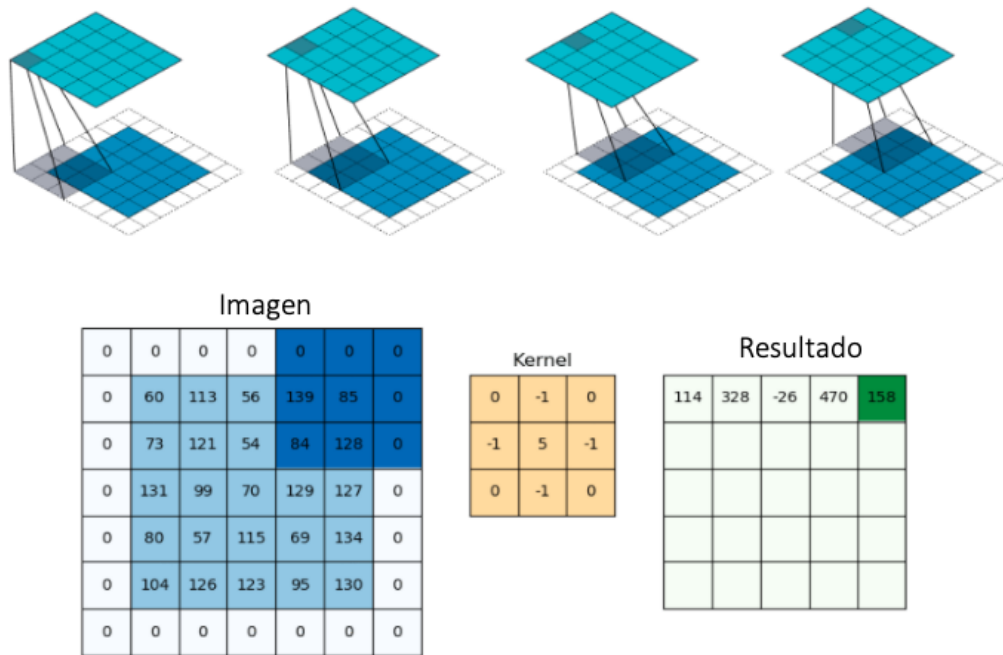 Imagen
0 0 0 0 0 0 0
0 60 113 56 139 85 0
0 73 121 54 84 128 0
0 131 99 70 129 127 0
0 80 57 115 69 134 0
0 104 126 123 95 130 0
0 0 0 0 0 0 0
Kernel
0 -1 0
-1 5 -1
0 -1 0
Resultado
114 328 -26 470 158